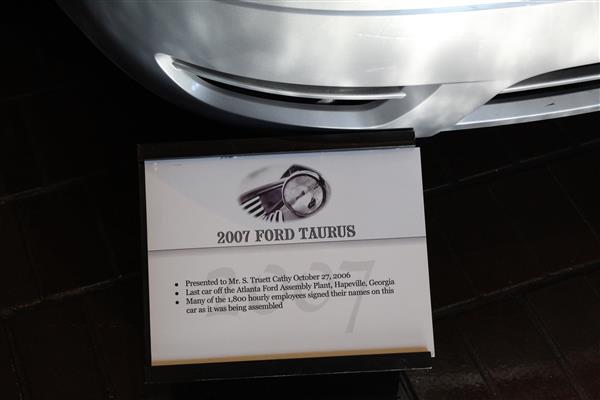 2007 FORD TAURUS
2007
• Presented to Mr. S. Truett Cathy October 27, 2006
• Last car off the Atlanta Ford Assembly Plant, Hapeville, Georgia
• Many of the 1,800 hourly employees signed their names on this
car as it was being assembled